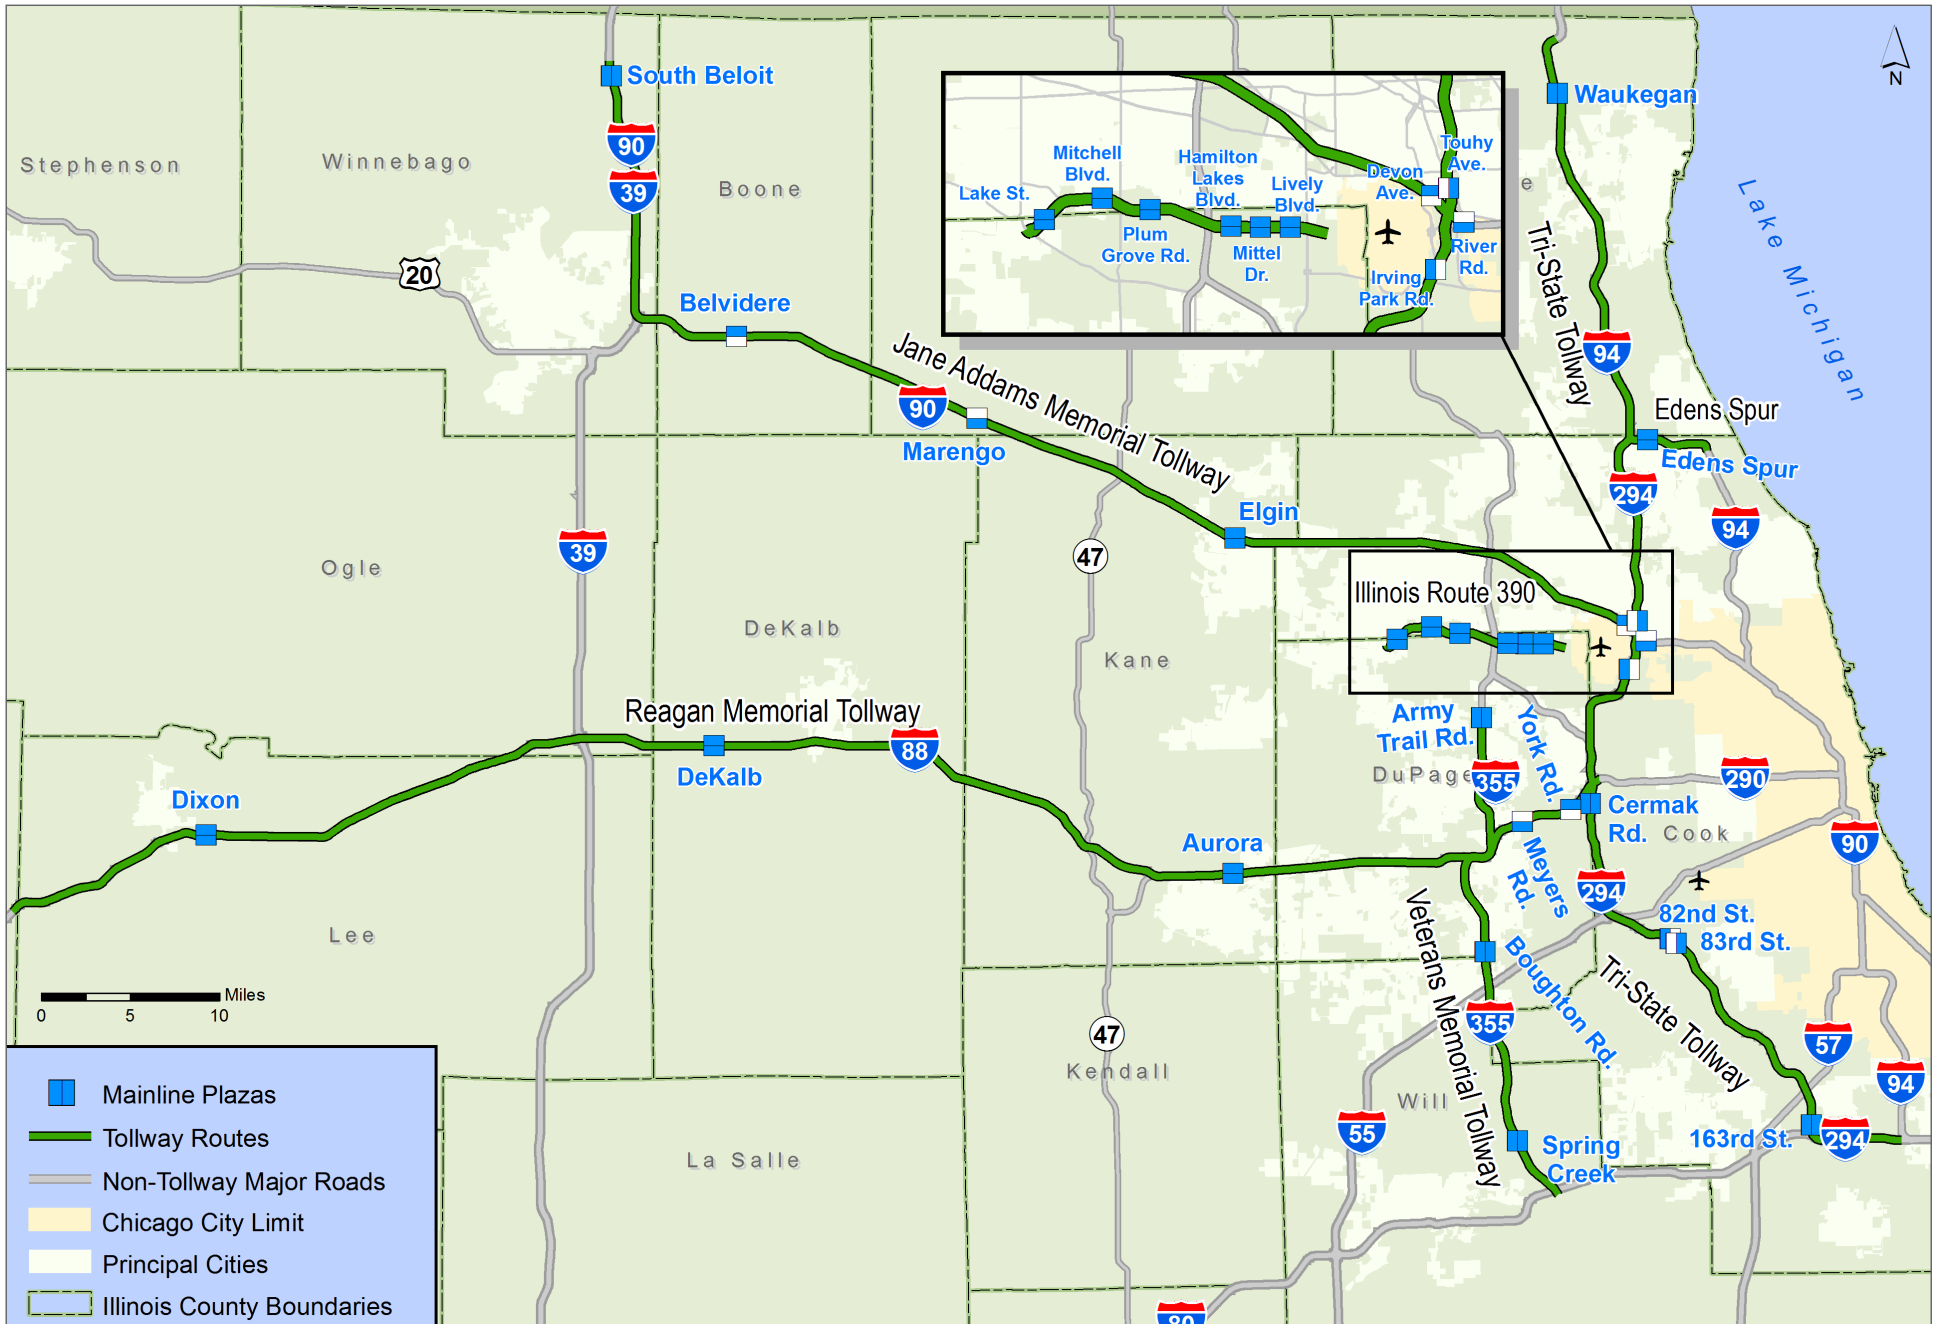 South Beloit
Waukegan
N
90
39
Stephenson
Winnebago
Boone
e
Lake Michigan
Touhy
Ave.
Mitchell
Blvd.
Hamilton
Lakes
Blvd.
Devon
Ave.
Lake St.
Lively
Blvd.
Plum
Grove Rd.
Mittel
Dr.
River
Rd.
Irving
Park Rd.
20
Belvidere
Tri-State Tollway
94
Jane Addams Memorial Tollway
90
Marengo
Edens Spur
Edens Spur
294
94
Elgin
39
47
Ogle
Illinois Route 390
DeKalb
Kane
Reagan Memorial Tollway
88
DeKalb
Army
Trail Rd.
York Rd.
DuPage
355
290
Dixon
Cermak
Rd.
Cook
Aurora
Meyers
Rd.
90
294
82nd St.
83rd St.
Lee
Veterans Memorial Tollway
Boughton Rd.
Tri-State Tollway
Miles
0 5 10
355
47
57
Kendall
94
Will
55
163rd St.
294
La Salle
Spring
Creek
80
Mainline Plazas
Tollway Routes
Non-Tollway Major Roads
Chicago City Limit
Principal Cities
Illinois County Boundaries